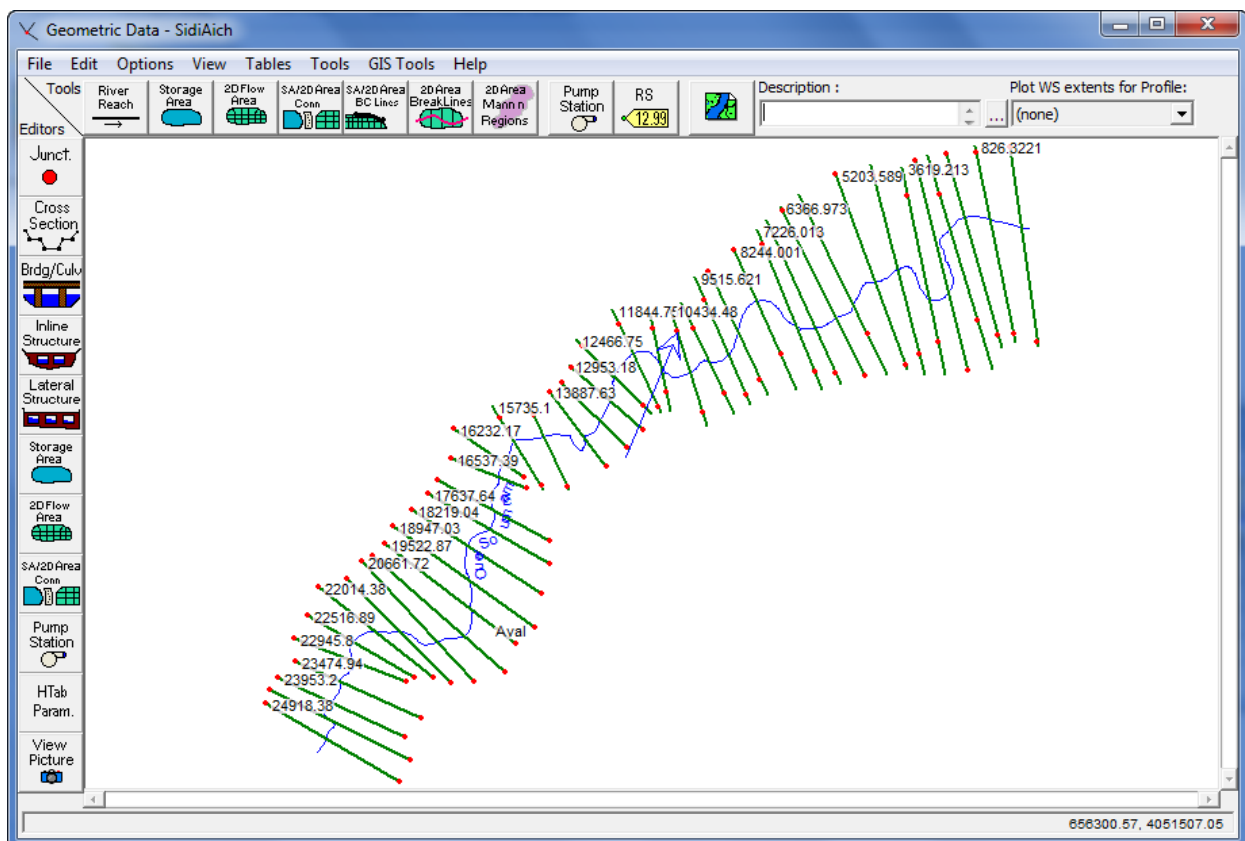 Geometric Data - SidiAich
File Edit Options View Tables Tools GIS Tools Help
Tools
Editors
River
Reach
Storage
Area
2D Flow
Area
SA/2D Area
Conn
SA/2D Area
BC Lines
2D Area
BreakLines
2D Area
Mann n
Regions
Pump
Station
RS
12.99
Description :
...
Plot WS extents for Profile:
(none)
Junct.
Cross
Section
Brdg/Culv
Inline
Structure
Lateral
Structure
Storage
Area
2D Flow
Area
SA/2D Area
Conn
Pump
Station
HTab
Param.
View
Picture
826.3221
3619.213
5203.589
6366.973
7226.013
8244.001
9515.621
10434.48
11844.75
12466.75
12953.18
13887.63
15735.1
16232.17
16537.39
17637.64
18219.04
18947.03
19522.87
20661.72
22014.38
22516.89
22945.8
23474.94
23953.2
24918.38
Oue So
Aval
656300.57, 4051507.05